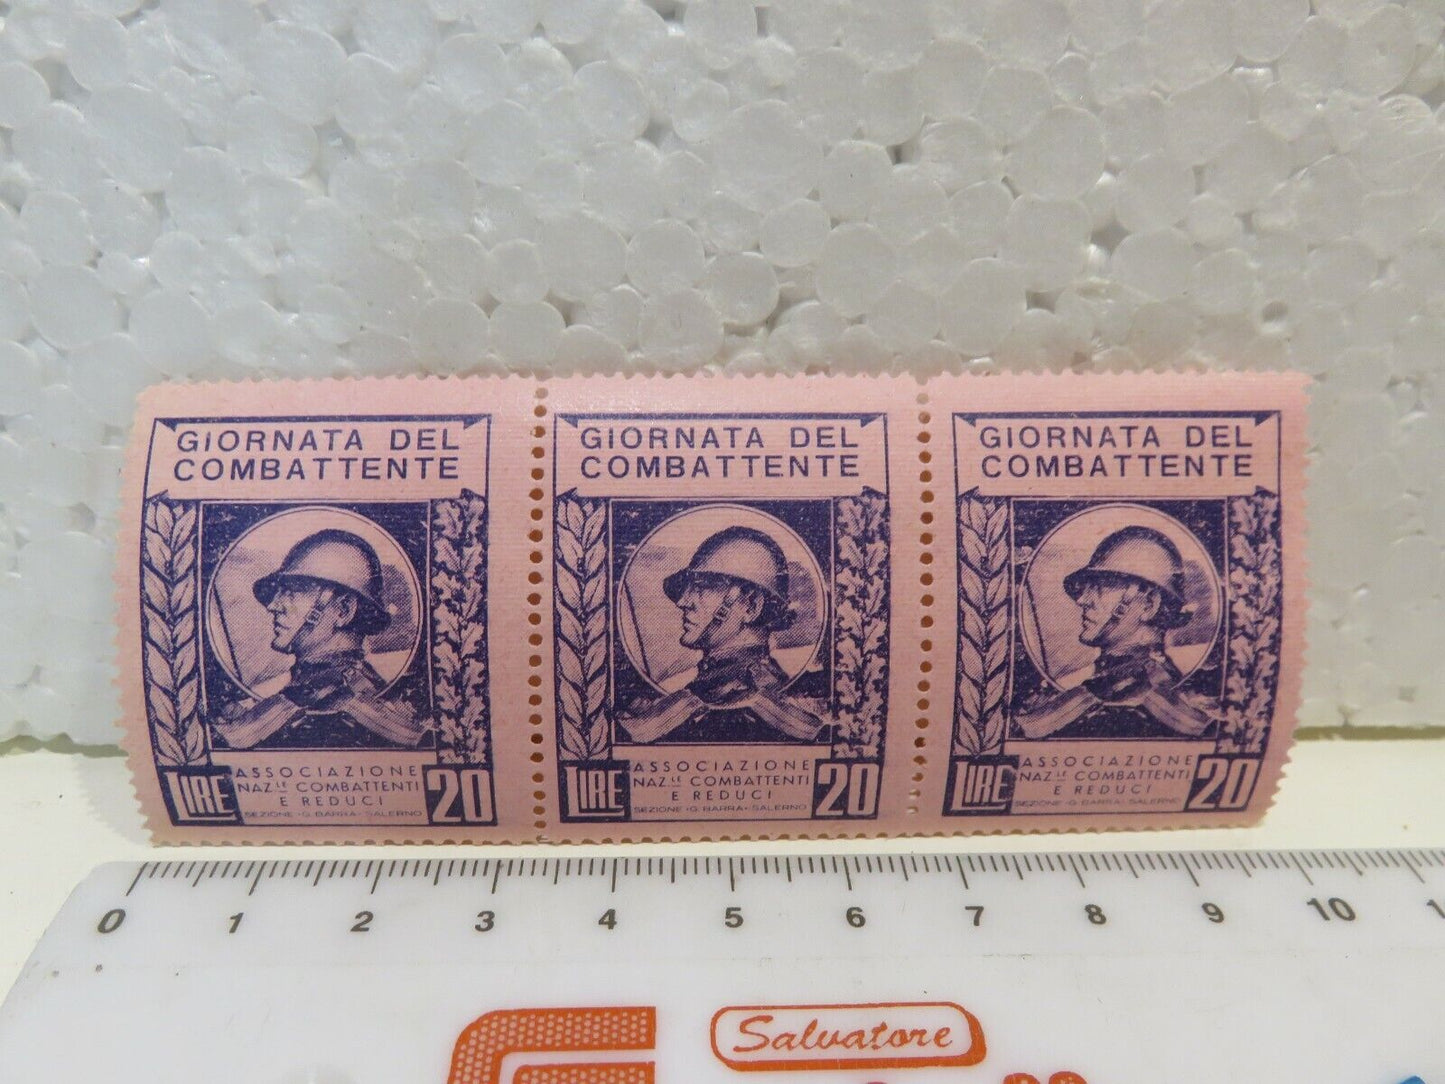 GIORNATA DEL
COMBATTENTE
LIRE
ASSOCIAZIONE
NAZ.LE COMBATTENTI
E REDUCI
SEZIONE "G. BARRA" SALERNO
20
GIORNATA DEL
COMBATTENTE
LIRE
ASSOCIAZIONE
NAZ.LE COMBATTENTI
E REDUCI
SEZIONE "G. BARRA" SALERNO
20
GIORNATA DEL
COMBATTENTE
LIRE
ASSOCIAZIONE
NAZ.LE COMBATTENTI
E REDUCI
SEZIONE "G. BARRA" SALERNO
20
0 1 2 3 4 5 6 7 8 9 10
Salvatore